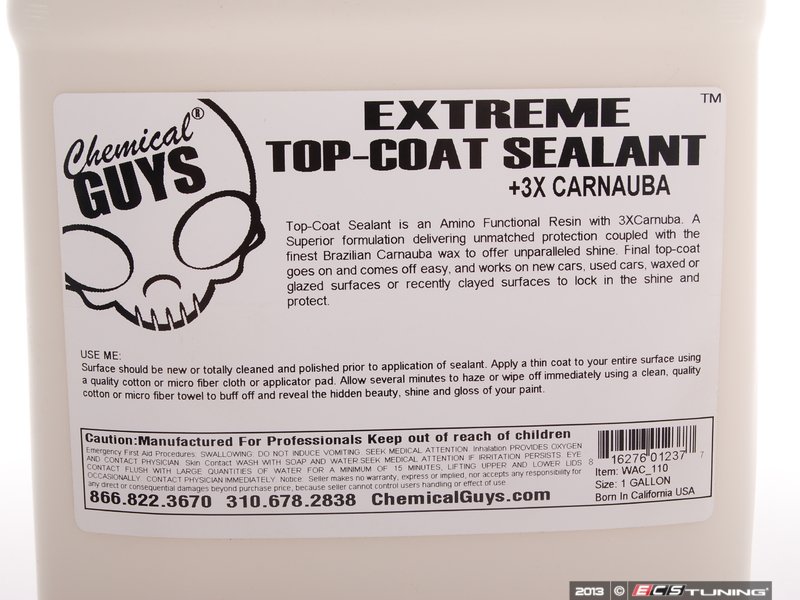 Chemical®
GUYS
EXTREME ™
TOP-COAT SEALANT
+3X CARNAUBA
Top-Coat Sealant is an Amino Functional Resin with 3XCarnuba. A
Superior formulation delivering unmatched protection coupled with the
finest Brazilian Carnauba wax to offer unparalleled shine. Final top-coat
goes on and comes off easy, and works on new cars, used cars, waxed or
glazed surfaces or recently clayed surfaces to lock in the shine and
protect.
USE ME:
Surface should be new or totally cleaned and polished prior to application of sealant. Apply a thin coat to your entire surface using
a quality cotton or micro fiber cloth or applicator pad. Allow several minutes to haze or wipe off immediately using a clean, quality
cotton or micro fiber towel to buff off and reveal the hidden beauty, shine and gloss of your paint.
Caution:Manufactured For Professionals Keep out of reach of children
Emergency First Aid Procedures: SWALLOWING: DO NOT INDUCE VOMITING SEEK MEDICAL ATTENTION. Inhalation PROVIDES OXYGEN
AND CONTACT PHYSICIAN. Skin Contact WASH WITH SOAP AND WATER SEEK MEDICAL ATTENTION IF IRRITATION PERSISTS EYE
CONTACT FLUSH WITH LARGE QUANTITIES OF WATER FOR A MINIMUM OF 15 MINUTES, LIFTING UPPER AND LOWER LIDS
OCCASIONALLY. CONTACT PHYSICIAN IMMEDIATELY. Notice. Seller makes no warranty, express or implied, nor accepts any responsibility for
any direct or consequential damages beyond purchase price, because seller cannot control users handling or effect of use
866.822.3670 310.678.2838 ChemicalGuys.com
8 16276 01237 7
Item: WAC_110
Size: 1 GALLON
Born In California USA
2013 © ECS TUNING